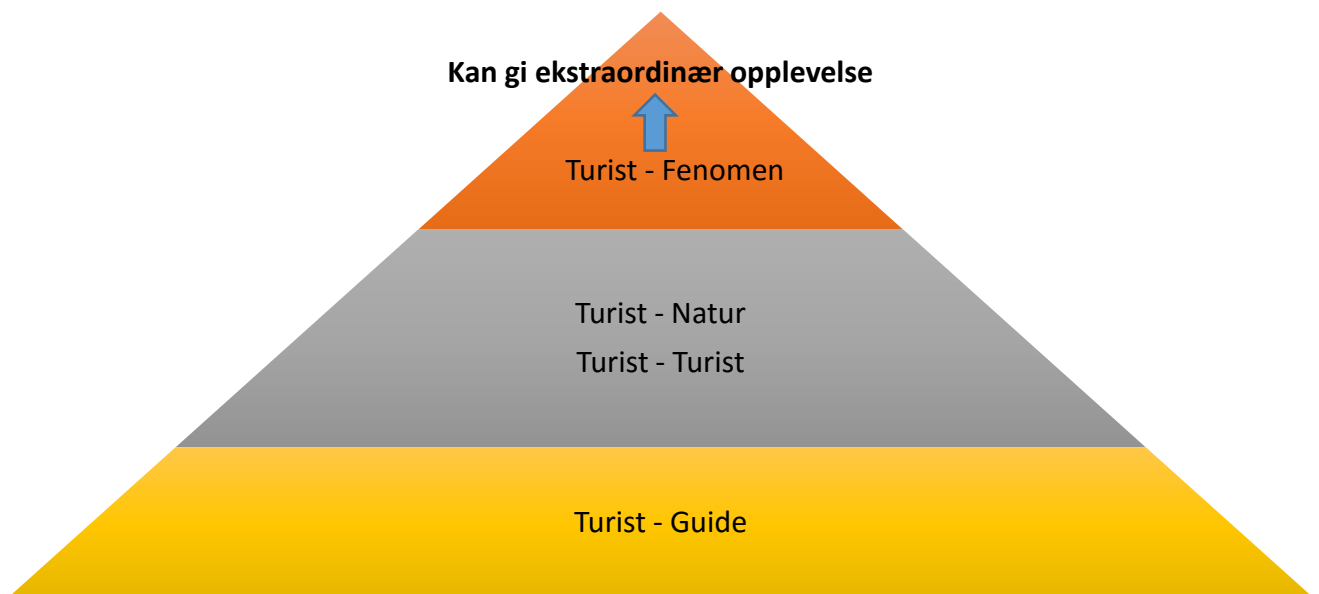 Kan gi ekstraordinær opplevelse
Turist - Fenomen
Turist - Natur
Turist - Turist
Turist - Guide